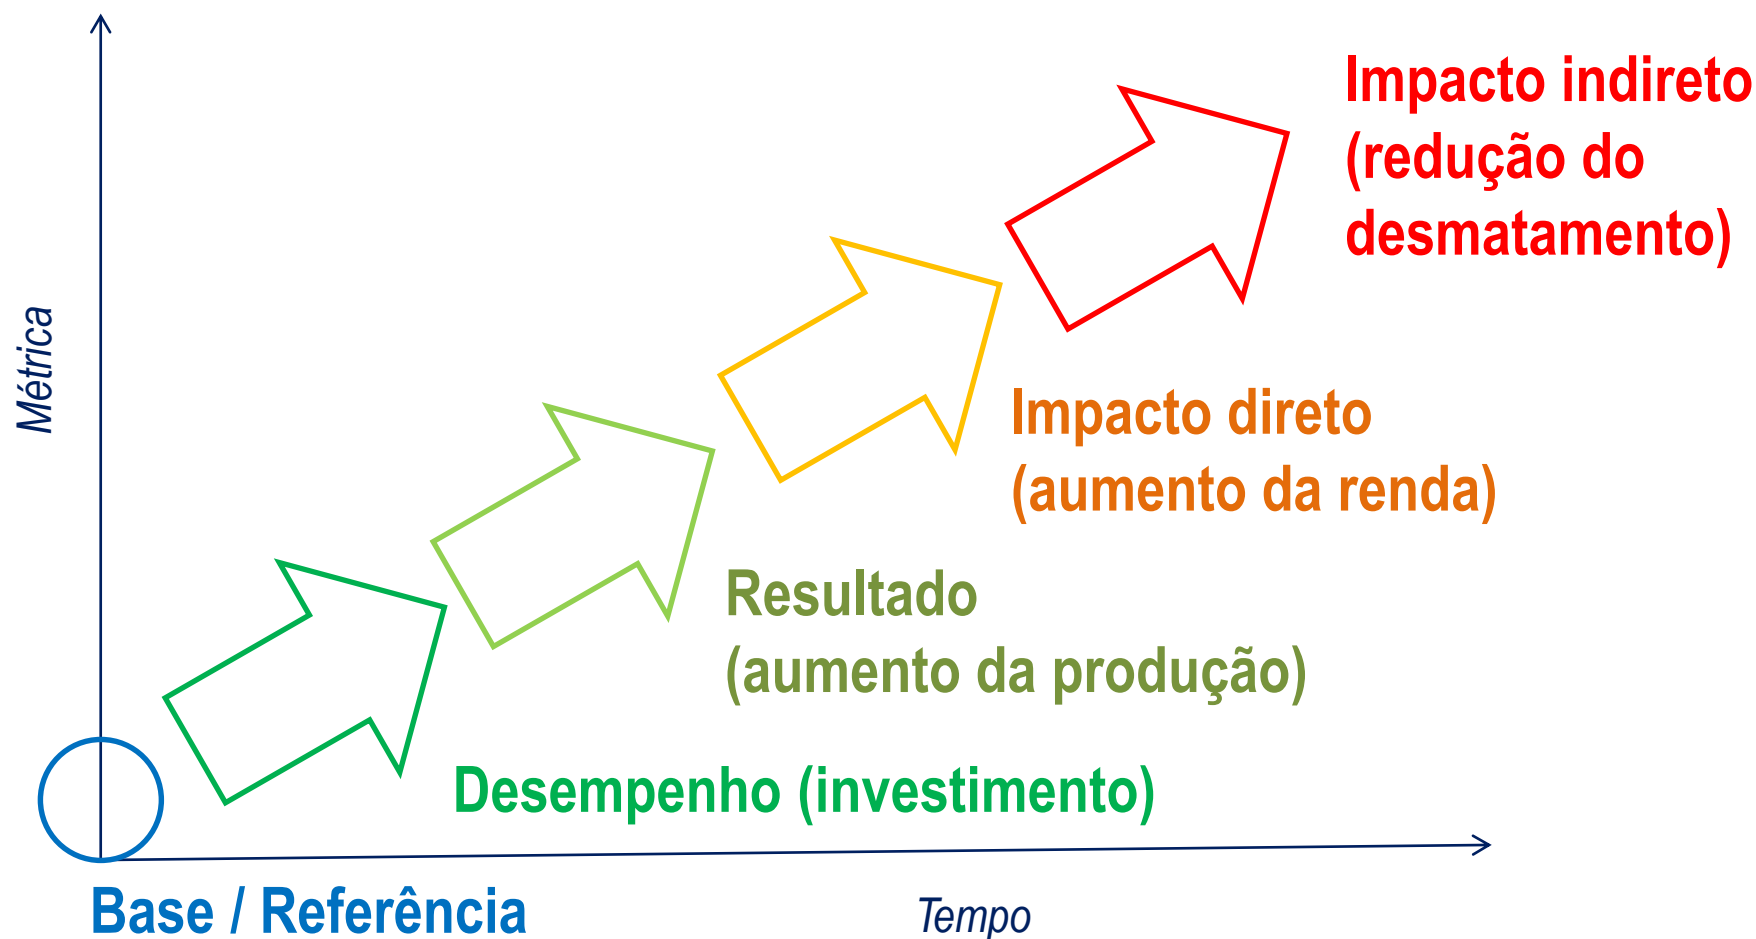 Impacto indireto
(redução do
desmatamento)
Métrica
Impacto direto
(aumento da renda)
Resultado
(aumento da produção)
Desempenho (investimento)
Base / Referência
Tempo